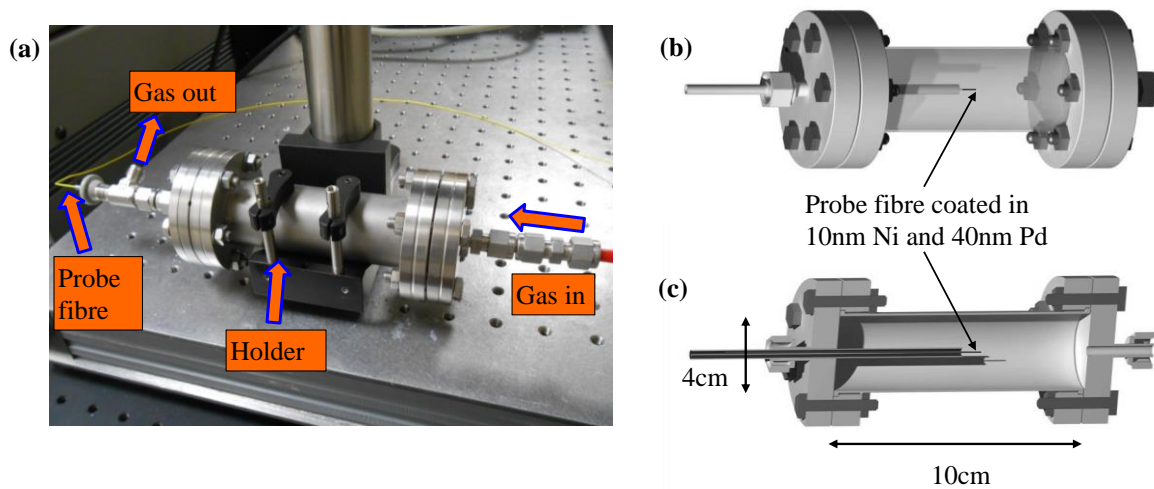 (a)
Gas out
Probe
fibre
Holder
Gas in
(b)
Probe fibre coated in
10nm Ni and 40nm Pd
(c)
4cm
10cm